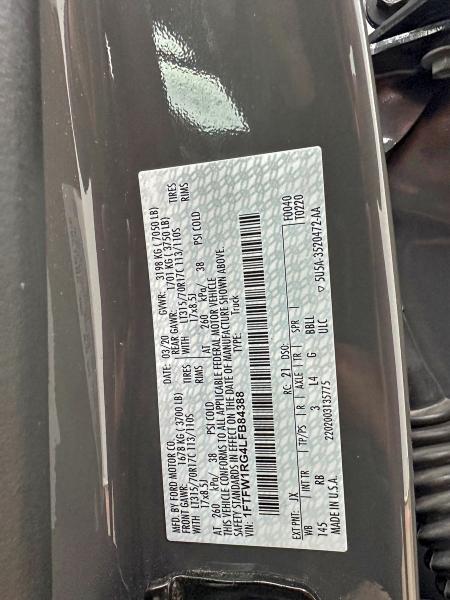 MFD. BY FORD MOTOR CO.
DATE: 03/20 GVWR: 3198 KG ( 7050 LB)
FRONT GAWR: 1678 KG ( 3700 LB) REAR GAWR: 1701 KG ( 3750 LB)
WITH LT315/70R17C 113/110S TIRES WITH LT315/70R17C 113/110S TIRES
17x8.5J RIMS 17x8.5J RIMS
AT 260 kPa/ 38 PSI COLD AT 260 kPa/ 38 PSI COLD
THIS VEHICLE CONFORMS TO ALL APPLICABLE FEDERAL MOTOR VEHICLE
SAFETY STANDARDS IN EFFECT ON THE DATE OF MANUFACTURE SHOWN ABOVE.
VIN: 1FTFW1RG4LFB84388
TYPE: Truck
F0040
T0220
EXT PNT: JX RC: 21 DSO:
WB INT TR TP/PS R AXLE TR SPR
145 RB 3 L4 G BBLL
ULC
MADE IN U.S.A. 2202003135775 5U5A-3520472-AA